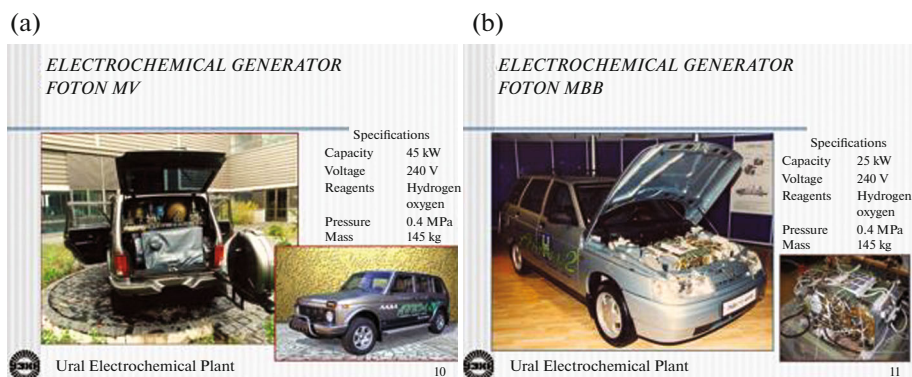 (a)
ELECTROCHEMICAL GENERATOR
FOTON MV
Specifications
Capacity 45 kW
Voltage 240 V
Reagents Hydrogen
oxygen
Pressure 0.4 MPa
Mass 145 kg
Ural Electrochemical Plant
10
(b)
ELECTROCHEMICAL GENERATOR
FOTON MBB
Specifications
Capacity 25 kW
Voltage 240 V
Reagents Hydrogen
oxygen
Pressure 0.4 MPa
Mass 145 kg
Ural Electrochemical Plant
11